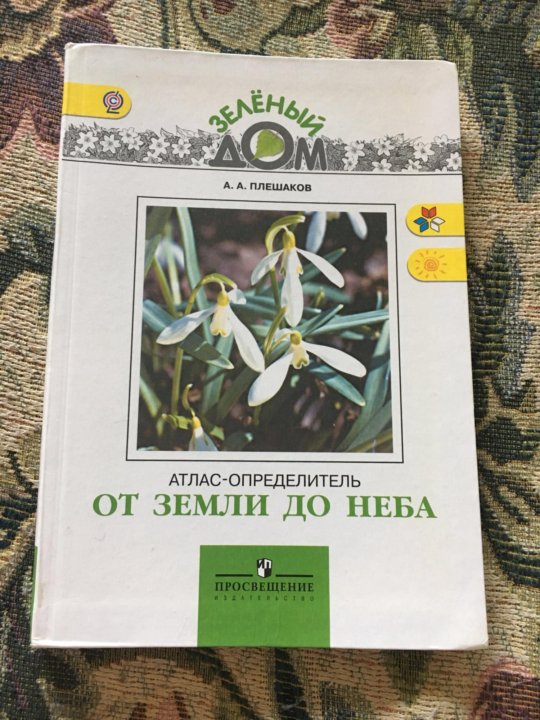 ЗЕЛЁНЫЙ
ДОМ
А. А. ПЛЕШАКОВ
АТЛАС-ОПРЕДЕЛИТЕЛЬ
ОТ ЗЕМЛИ ДО НЕБА
ПРОСВЕЩЕНИЕ
ИЗДАТЕЛЬСТВО